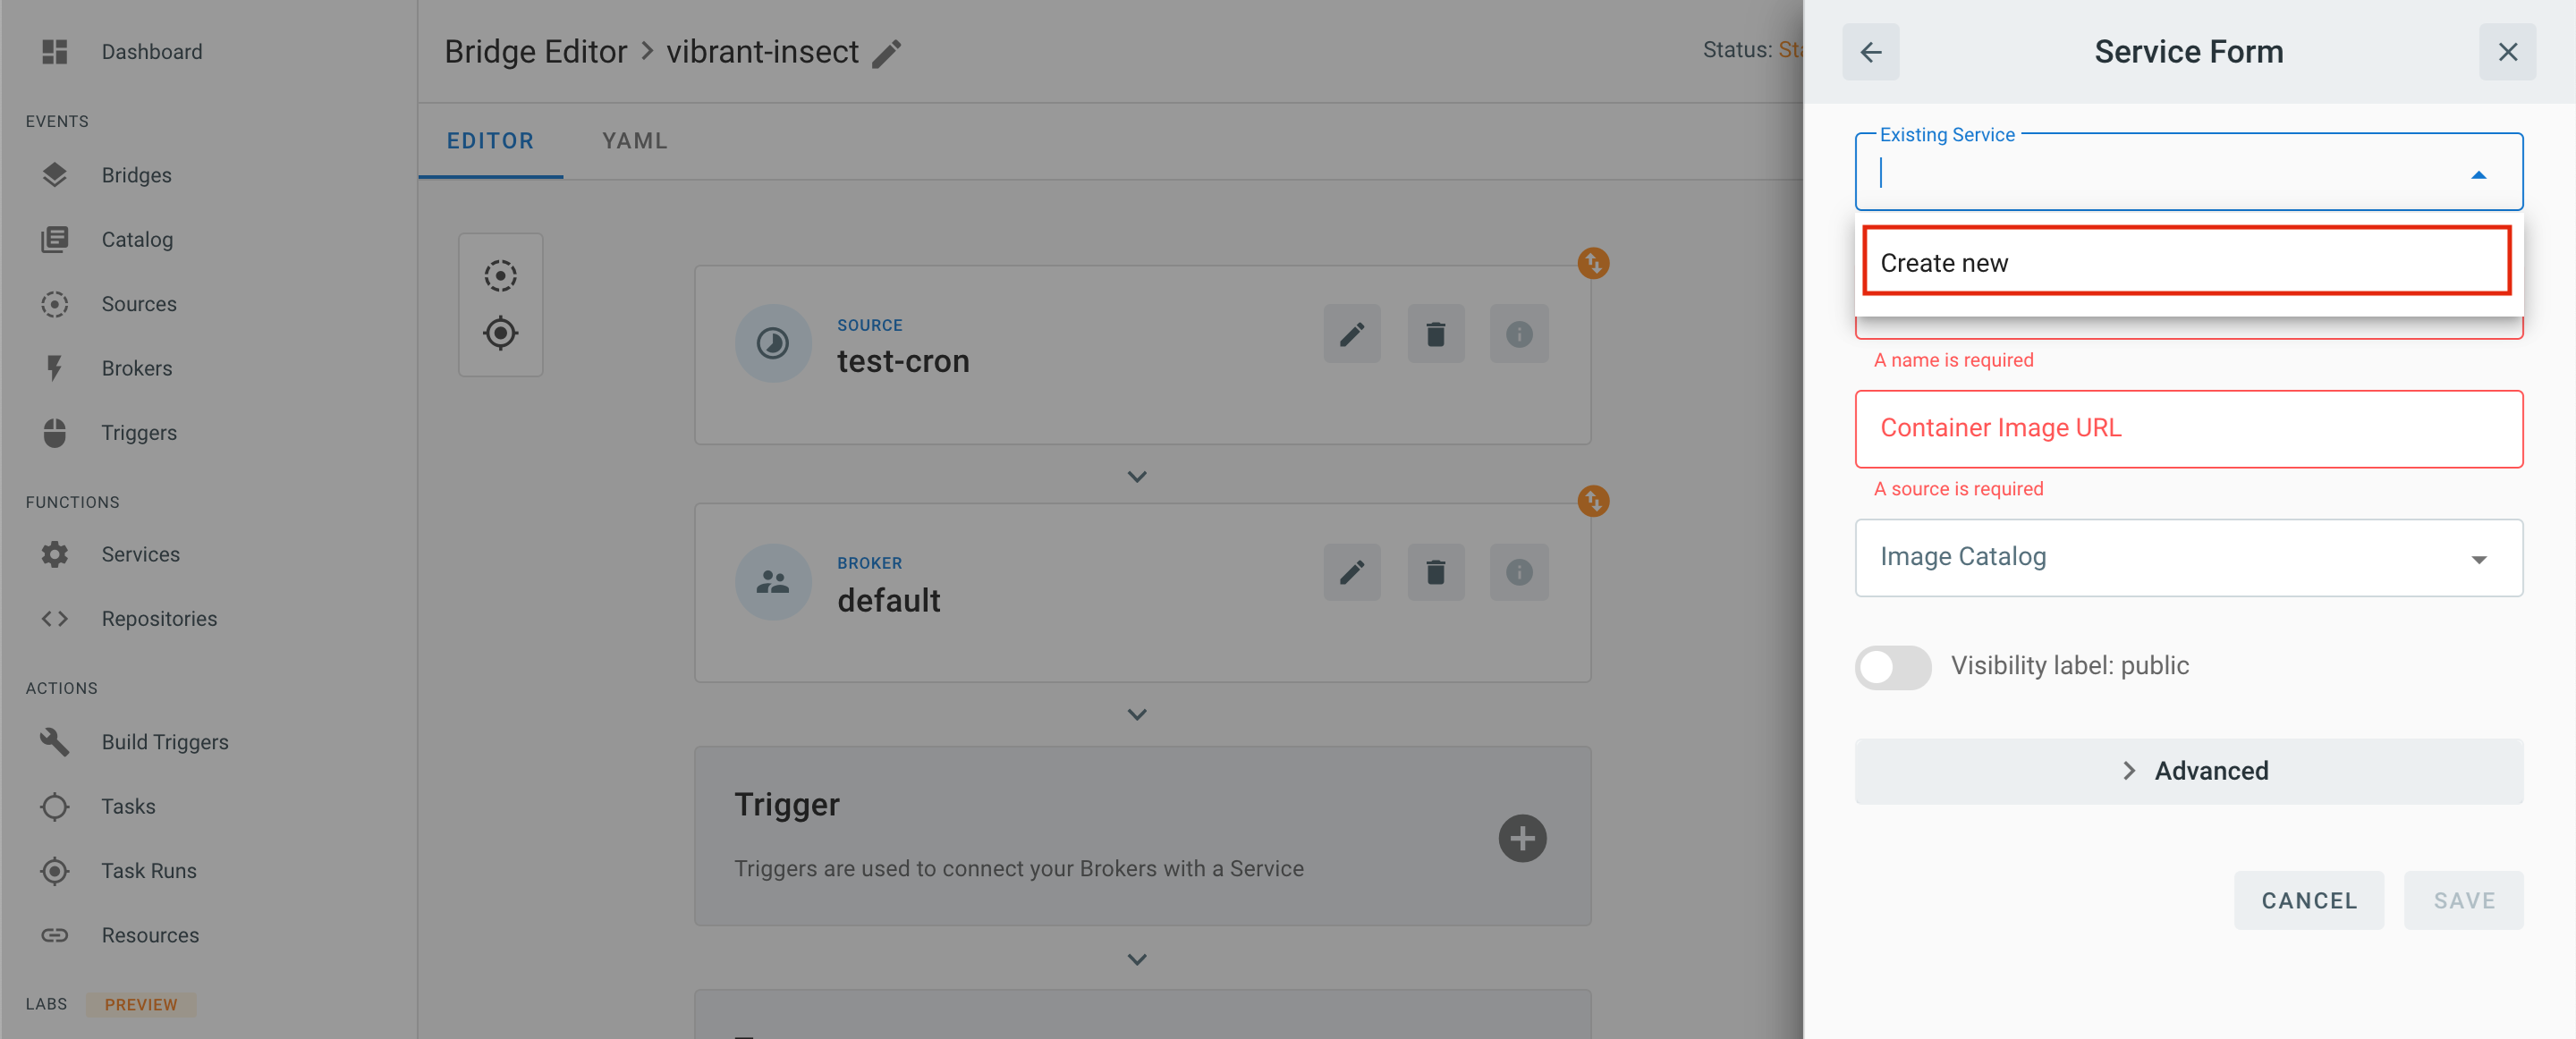 Dashboard
EVENTS
Bridges
Catalog
Sources
Brokers
Triggers
FUNCTIONS
Services
Repositories
ACTIONS
Build Triggers
Tasks
Task Runs
Resources
LABS PREVIEW
Bridge Editor > vibrant-insect
Status:
EDITOR YAML
SOURCE
test-cron
BROKER
default
Trigger
Triggers are used to connect your Brokers with a Service
Service Form
Existing Service
Create new
A name is required
Container Image URL
A source is required
Image Catalog
Visibility label: public
Advanced
CANCEL SAVE